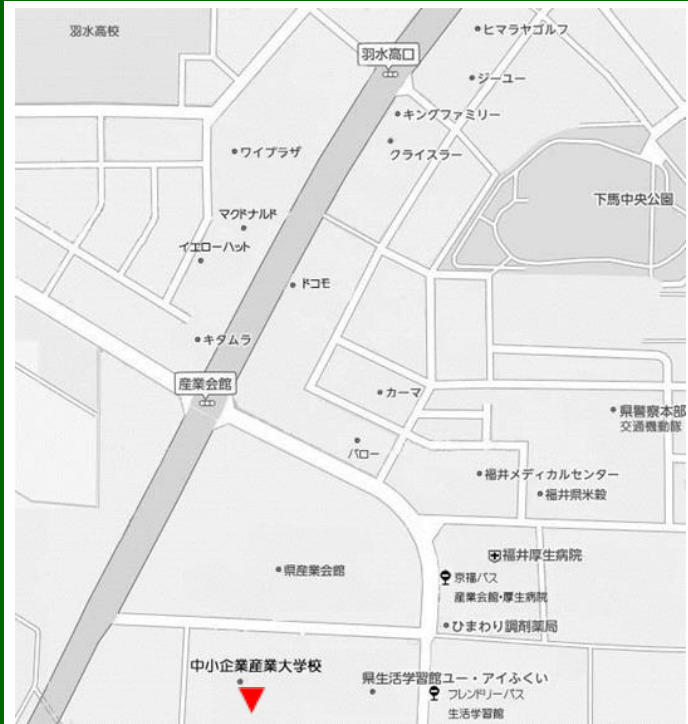 羽水高校
ヒマラヤゴルフ
羽水高口
ジーユー
キングファミリー
クライスラー
ワイプラザ
下馬中央公園
マクドナルド
イエローハット
ドコモ
キタムラ
産業会館
カーマ
県警察本部
交通機動隊
バロー
福井メディカルセンター
福井県米穀
福井厚生病院
県産業会館
京福バス
産業会館・厚生病院
ひまわり調剤薬局
中小企業産業大学校
県生活学習館ユー・アイふくい
フレンドリーバス
生活学習館